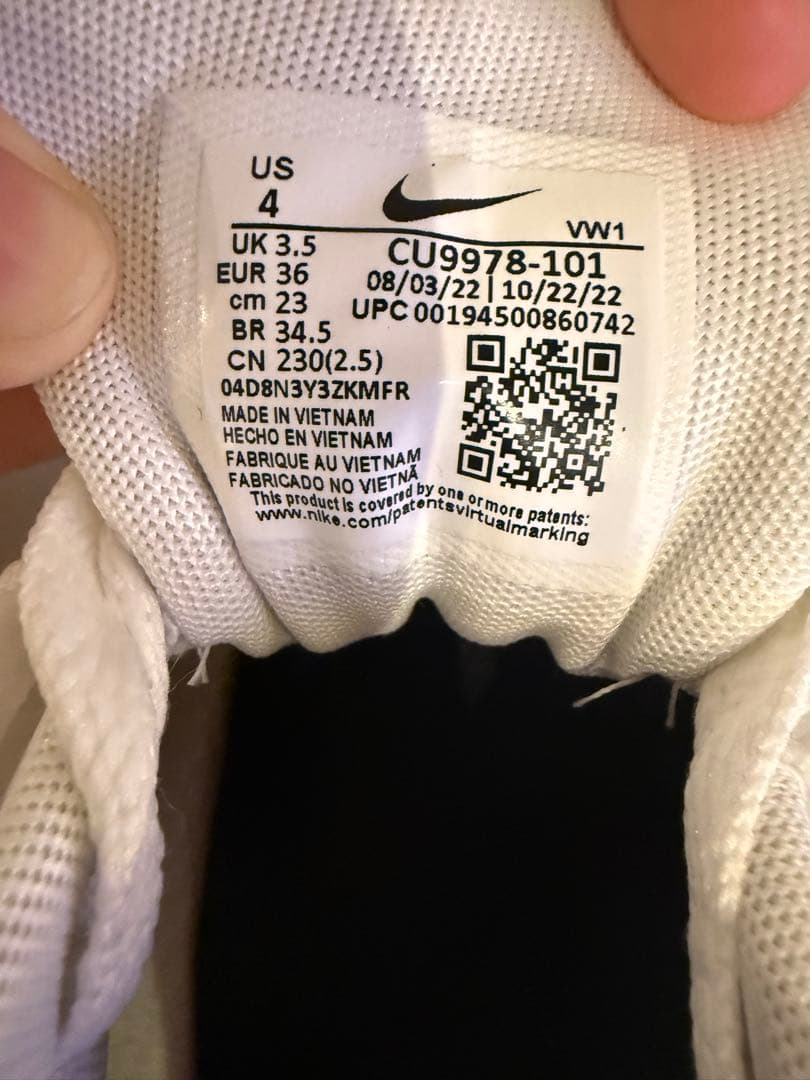 US
4
VW1
UK 3.5
EUR 36
cm 23
BR 34.5
CN 230(2.5)
CU9978-101
08/03/22 | 10/22/22
UPC 00194500860742
04D8N3Y3ZKMFR
MADE IN VIETNAM
HECHO EN VIETNAM
FABRIQUE AU VIETNAM
FABRICADO NO VIETNÃ
This product is covered by one or more patents:
www.nike.com/patentsvirtualmarking